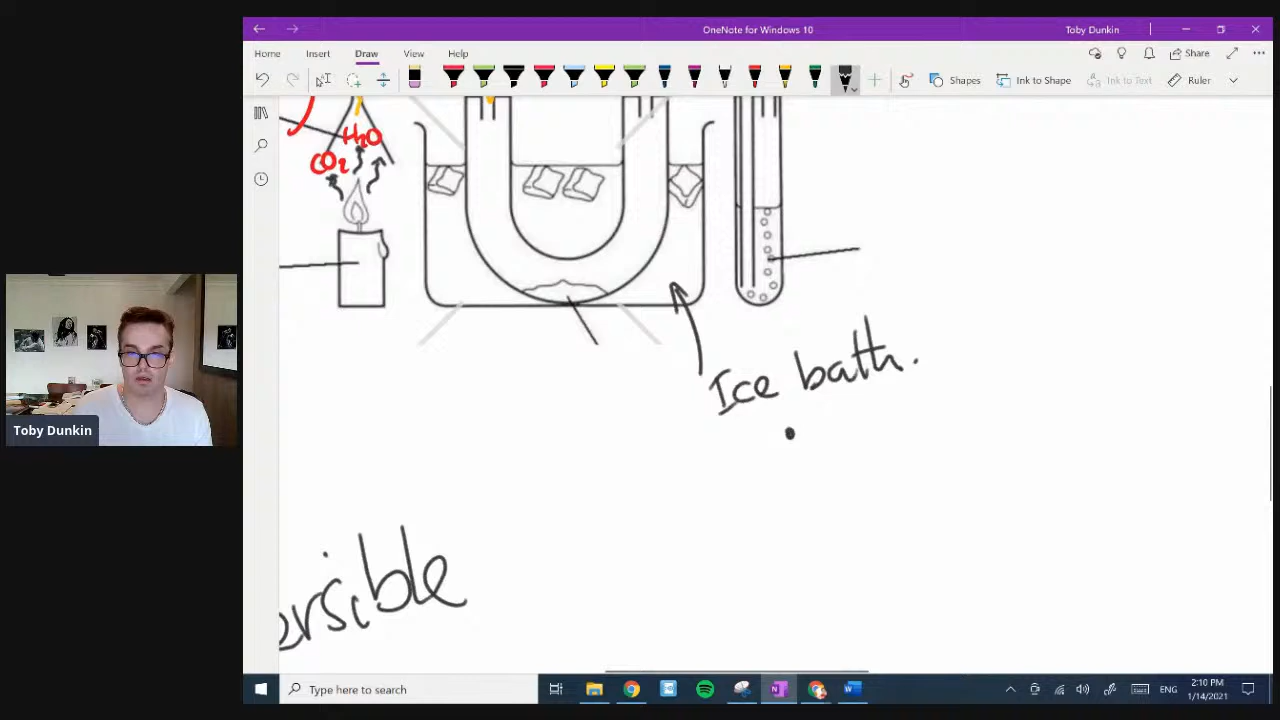 OneNote for Windows 10
Toby Dunkin
Home
Insert
Draw
View
Help
Share
Shapes
Ink to Shape
Ink to Text
Ruler
H₂O
CO₂
Ice bath.
ersible
Toby Dunkin
Type here to search
ENG
2:10 PM
1/14/2021